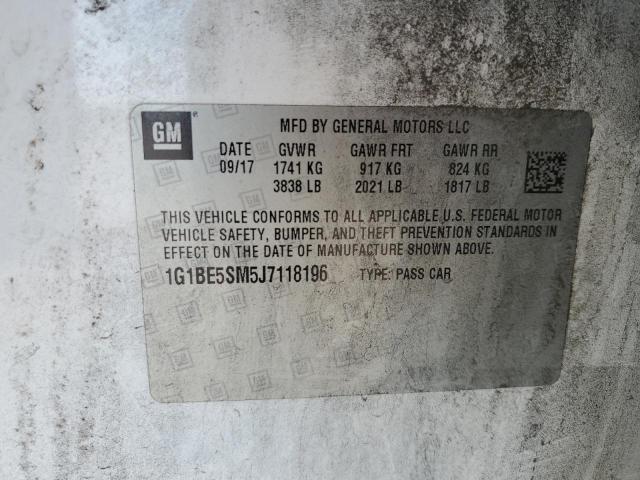 GM
MFD BY GENERAL MOTORS LLC
DATE GVWR GAWR FRT GAWR RR
09/17 1741 KG 917 KG 824 KG
3838 LB 2021 LB 1817 LB
THIS VEHICLE CONFORMS TO ALL APPLICABLE U.S. FEDERAL MOTOR
VEHICLE SAFETY, BUMPER, AND THEFT PREVENTION STANDARDS IN
EFFECT ON THE DATE OF MANUFACTURE SHOWN ABOVE.
1G1BE5SM5J7118196 TYPE: PASS CAR